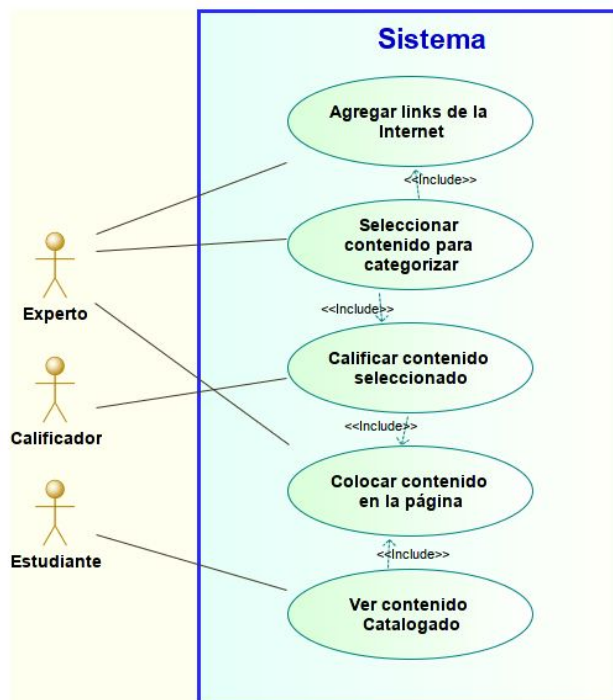 Sistema
Agregar links de la
Internet
<<Include>>
Seleccionar
contenido para
categorizar
Experto
<<Include>>
Calificar contenido
seleccionado
Calificador
<<Include>>
Colocar contenido
en la página
Estudiante
<<Include>>
Ver contenido
Catalogado